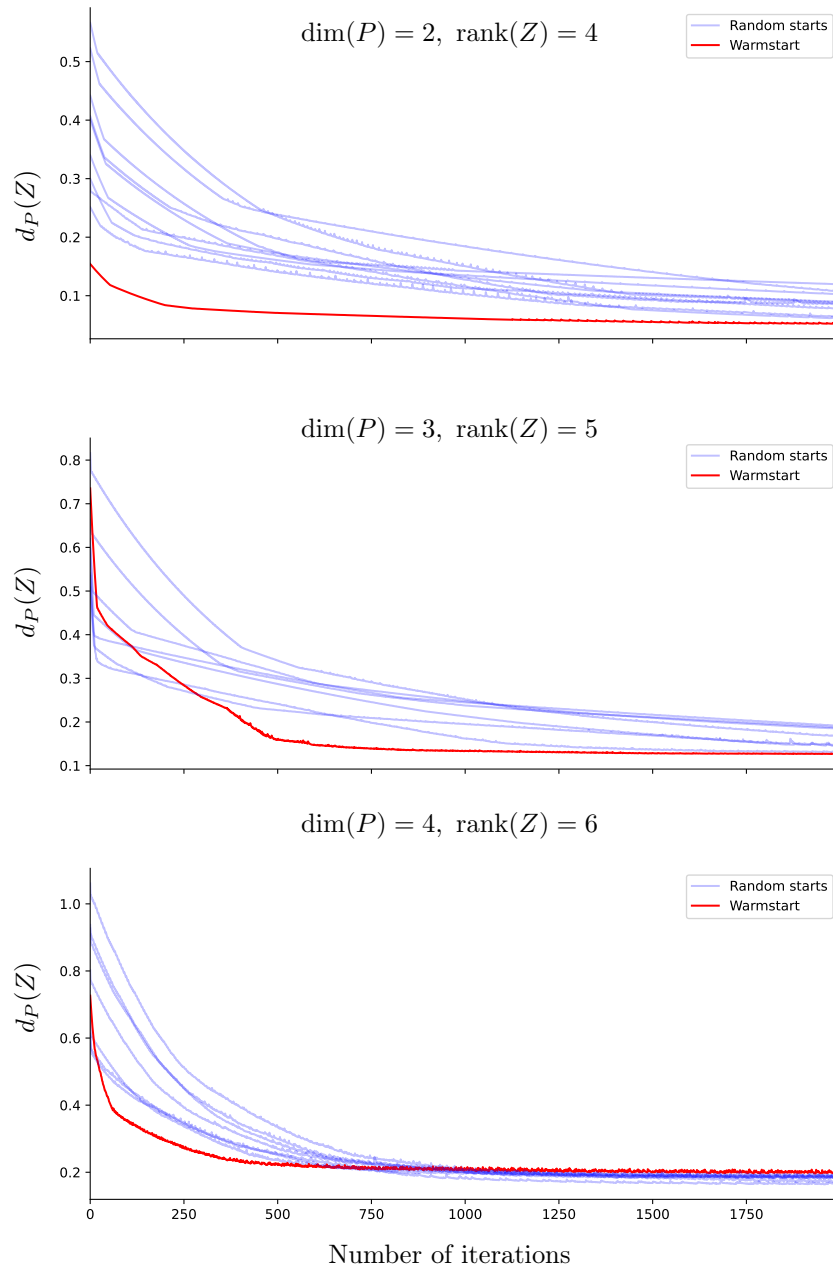 dim(P) = 2, rank(Z) = 4
Random starts
Warmstart
0.5
0.4
0.3
0.2
0.1
d_P(Z)
dim(P) = 3, rank(Z) = 5
Random starts
Warmstart
0.8
0.7
0.6
0.5
0.4
0.3
0.2
0.1
d_P(Z)
dim(P) = 4, rank(Z) = 6
Random starts
Warmstart
1.0
0.8
0.6
0.4
0.2
d_P(Z)
0 250 500 750 1000 1250 1500 1750
Number of iterations